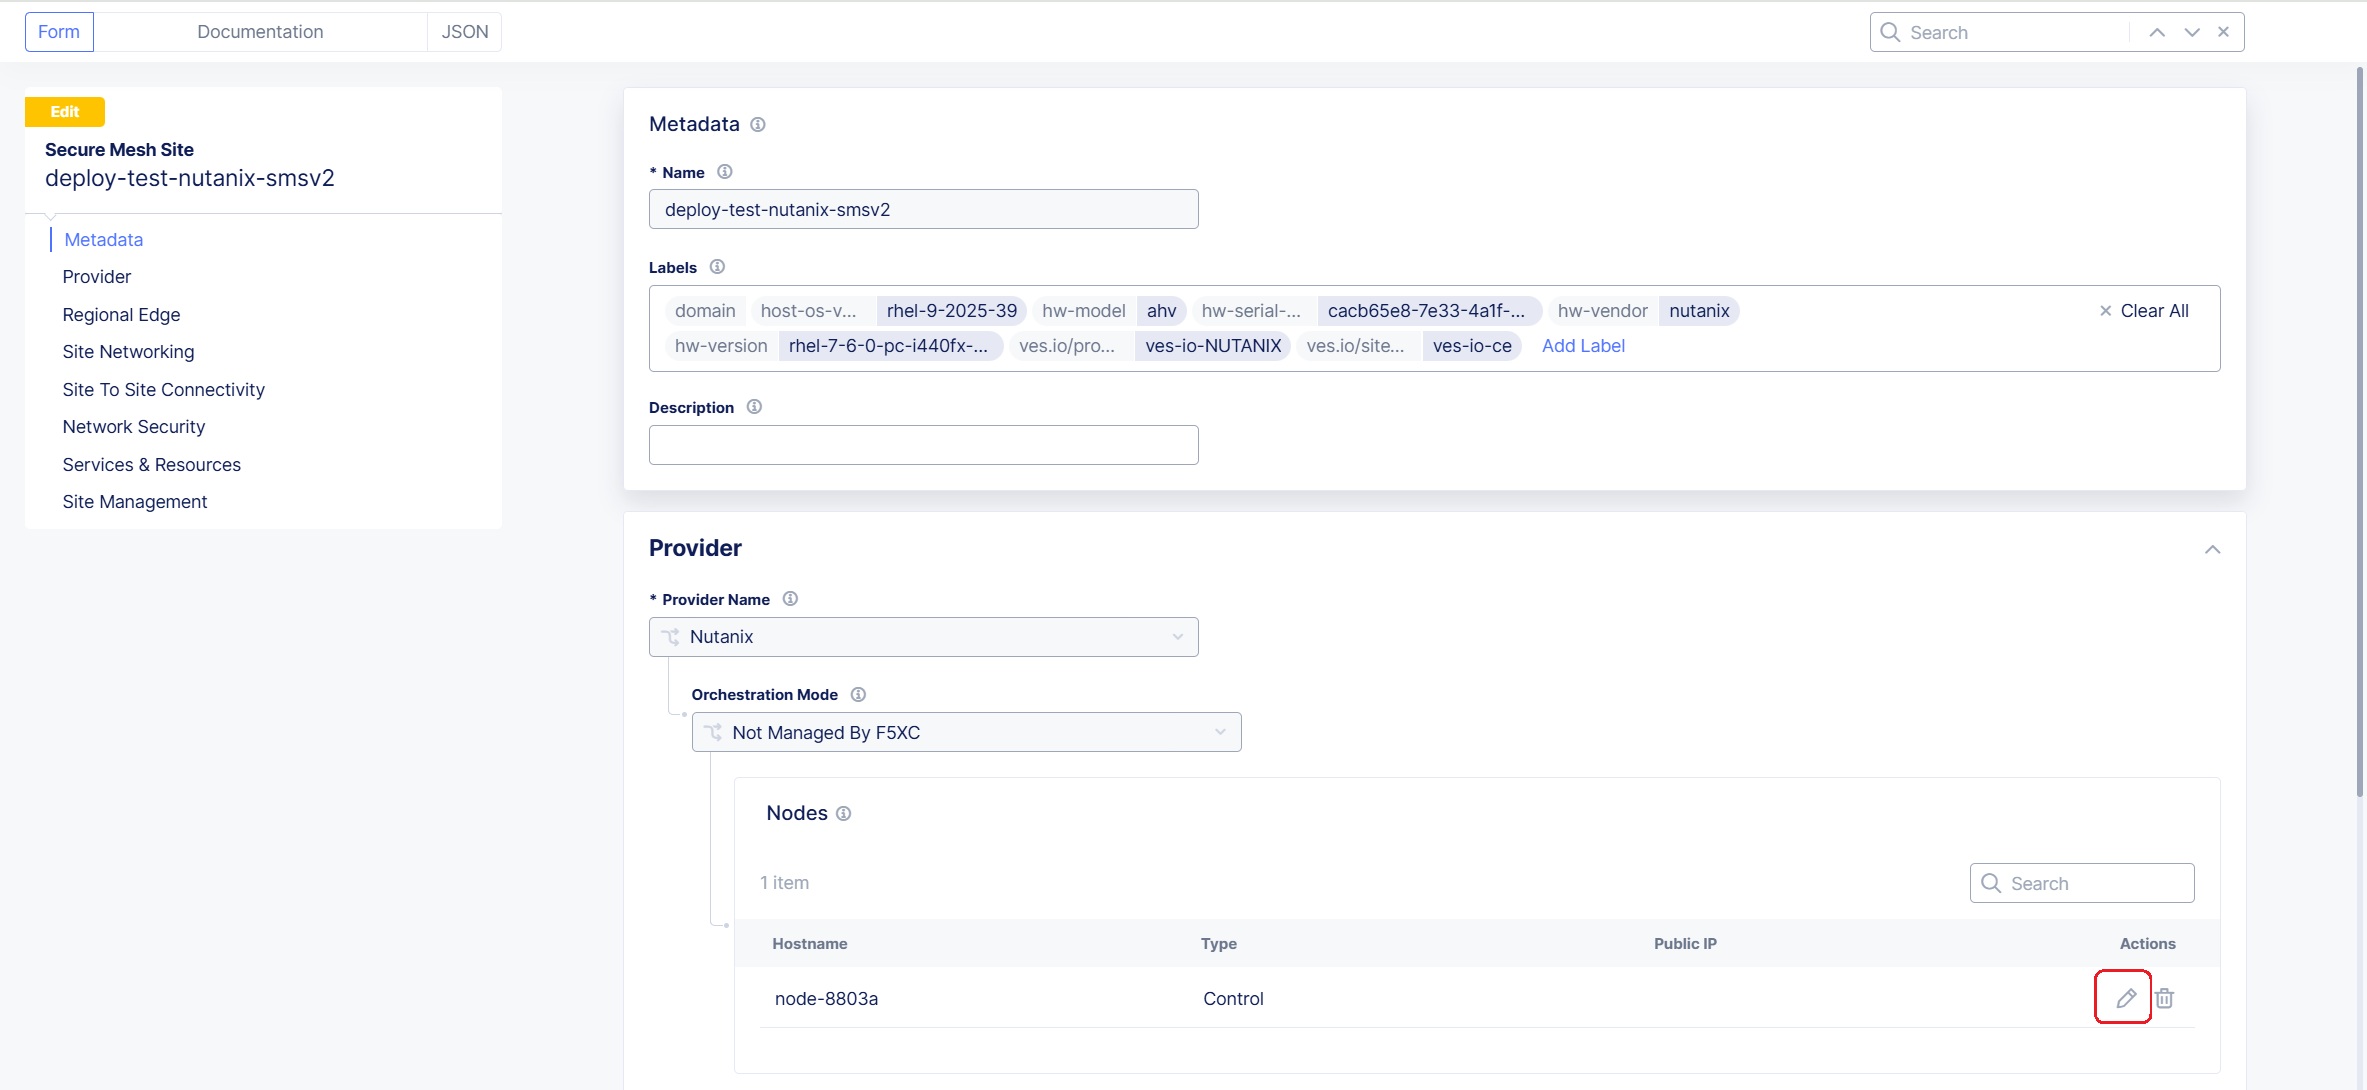 Form Documentation JSON
Search
Edit
Secure Mesh Site
deploy-test-nutanix-smsv2
Metadata
Provider
Regional Edge
Site Networking
Site To Site Connectivity
Network Security
Services & Resources
Site Management
Metadata
* Name
deploy-test-nutanix-smsv2
Labels
domain host-os-v... rhel-9-2025-39 hw-model ahv hw-serial-... cacb65e8-7e33-4a1f-... hw-vendor nutanix
Clear All
hw-version rhel-7-6-0-pc-i440fx-... ves.io/pro... ves-io-NUTANIX ves.io/site... ves-io-ce Add Label
Description
Provider
* Provider Name
Nutanix
Orchestration Mode
Not Managed By F5XC
Nodes
1 item
Search
Hostname Type Public IP Actions
node-8803a Control